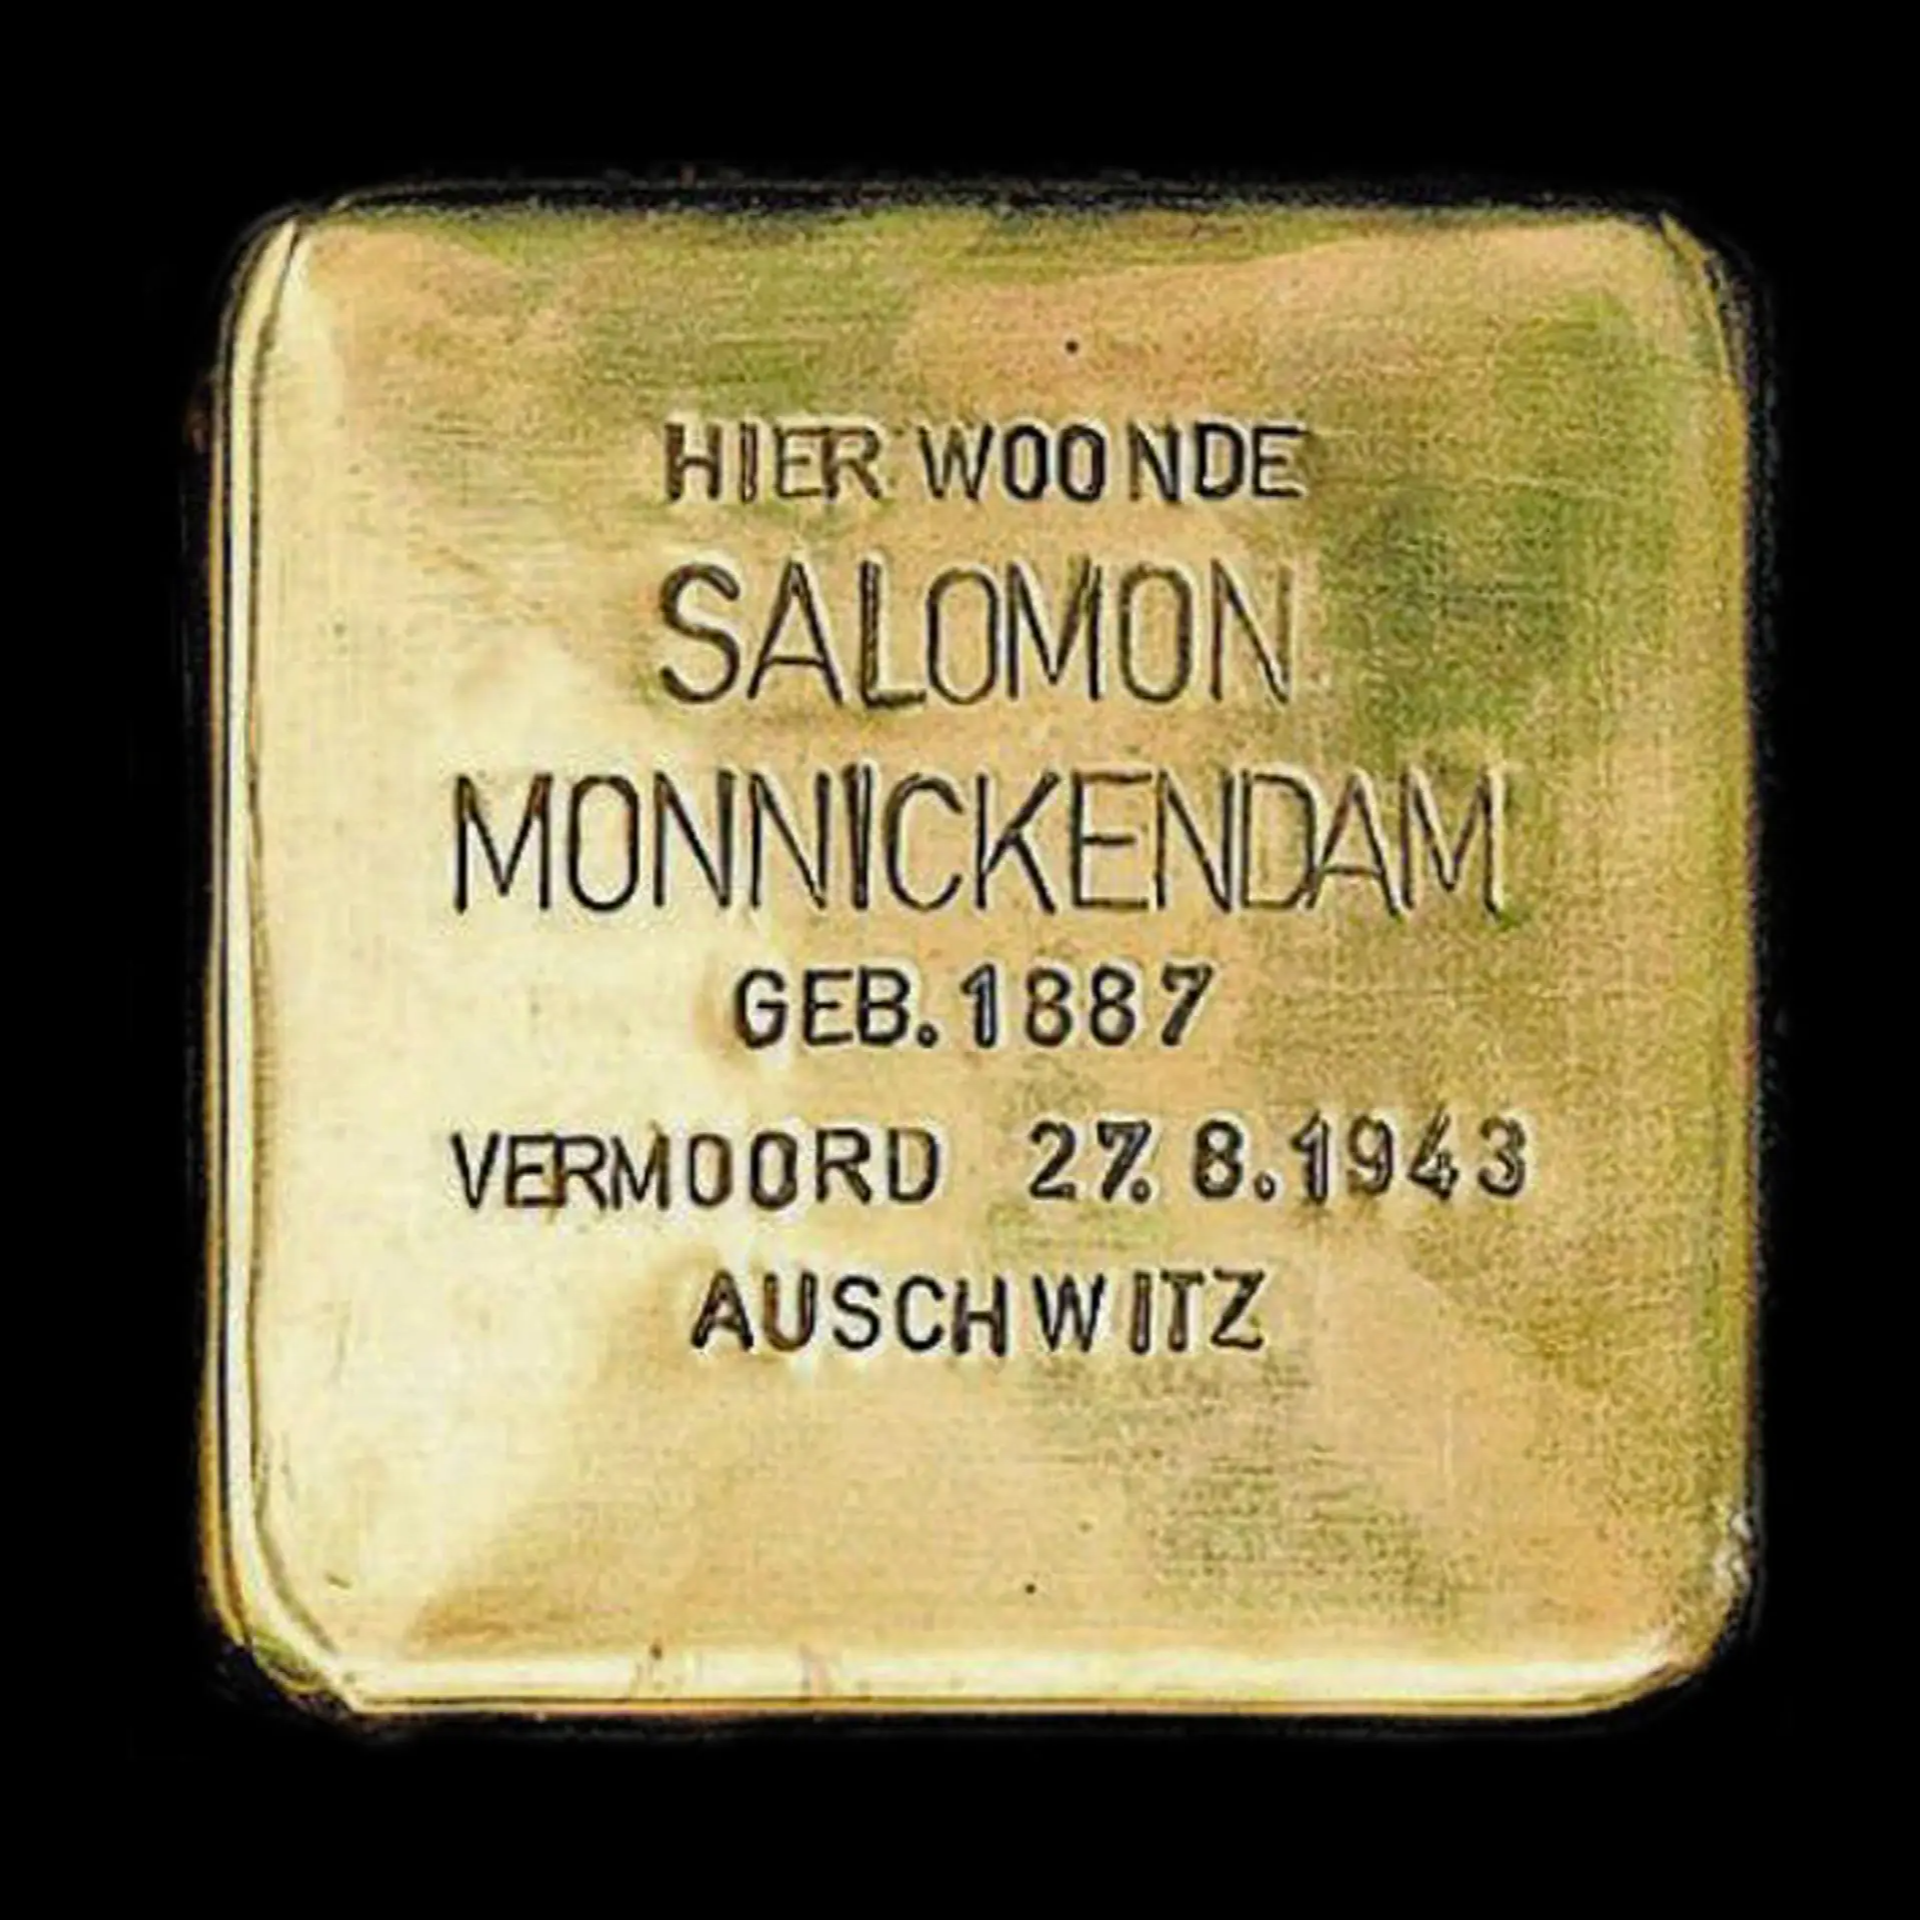 HIER WOONDE
SALOMON
MONNICKENDAM
GEB.1887
VERMOORD 27.8.1943
AUSCHWITZ